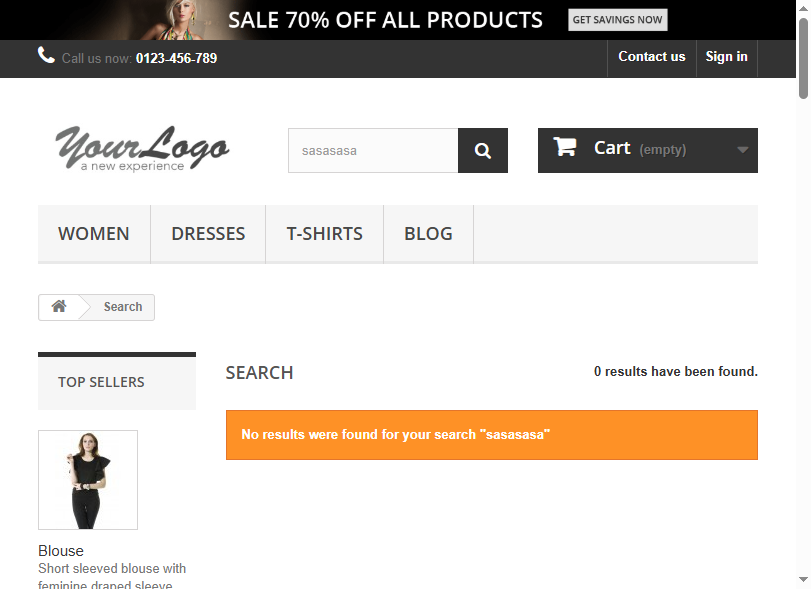 SALE 70% OFF ALL PRODUCTS GET SAVINGS NOW
Call us now: 0123-456-789 Contact us Sign in
YourLogo
a new experience
sasasasa
Cart (empty)
WOMEN DRESSES T-SHIRTS BLOG
Search
TOP SELLERS
Blouse
Short sleeved blouse with
feminine draped sleeve
SEARCH 0 results have been found.
No results were found for your search "sasasasa"